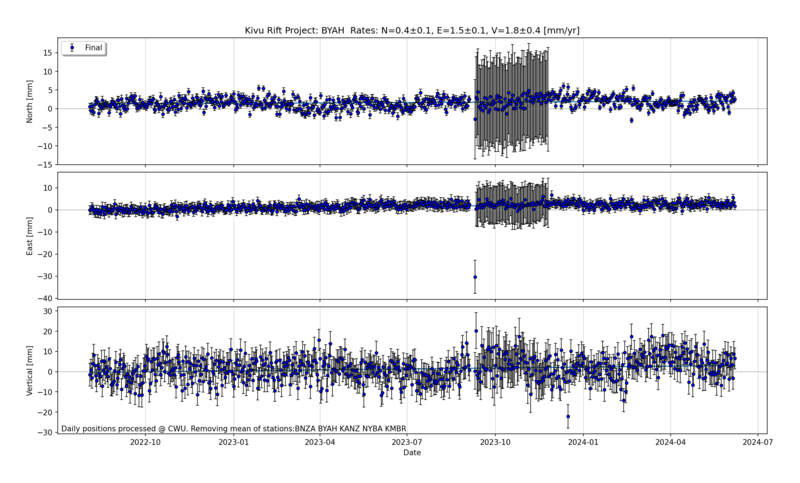 Kivu Rift Project: BYAH  Rates: N=0.4±0.1, E=1.5±0.1, V=1.8±0.4 [mm/yr]
Final
15
10
5
0
−5
−10
−15
North [mm]
10
0
−10
−20
−30
−40
East [mm]
30
20
10
0
−10
−20
−30
Vertical [mm]
Daily positions processed @ CWU. Removing mean of stations:BNZA BYAH KANZ NYBA KMBR
2022-10 2023-01 2023-04 2023-07 2023-10 2024-01 2024-04 2024-07
Date